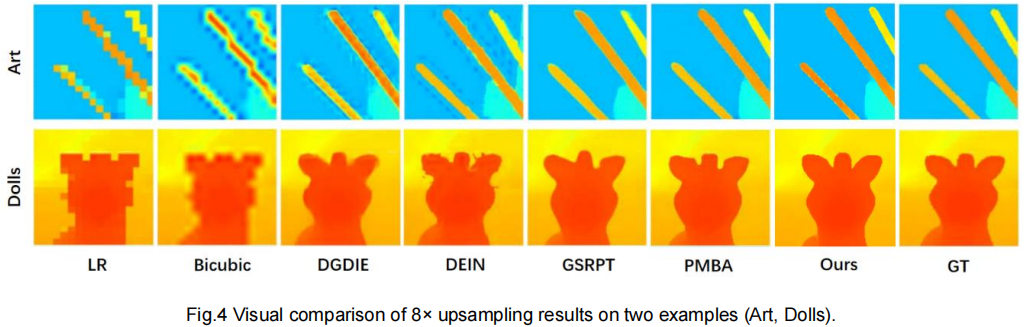 Art
Dolls
LR Bicubic DGDIE DEIN GSRPT PMBA Ours GT
Fig.4 Visual comparison of 8× upsampling results on two examples (Art, Dolls).